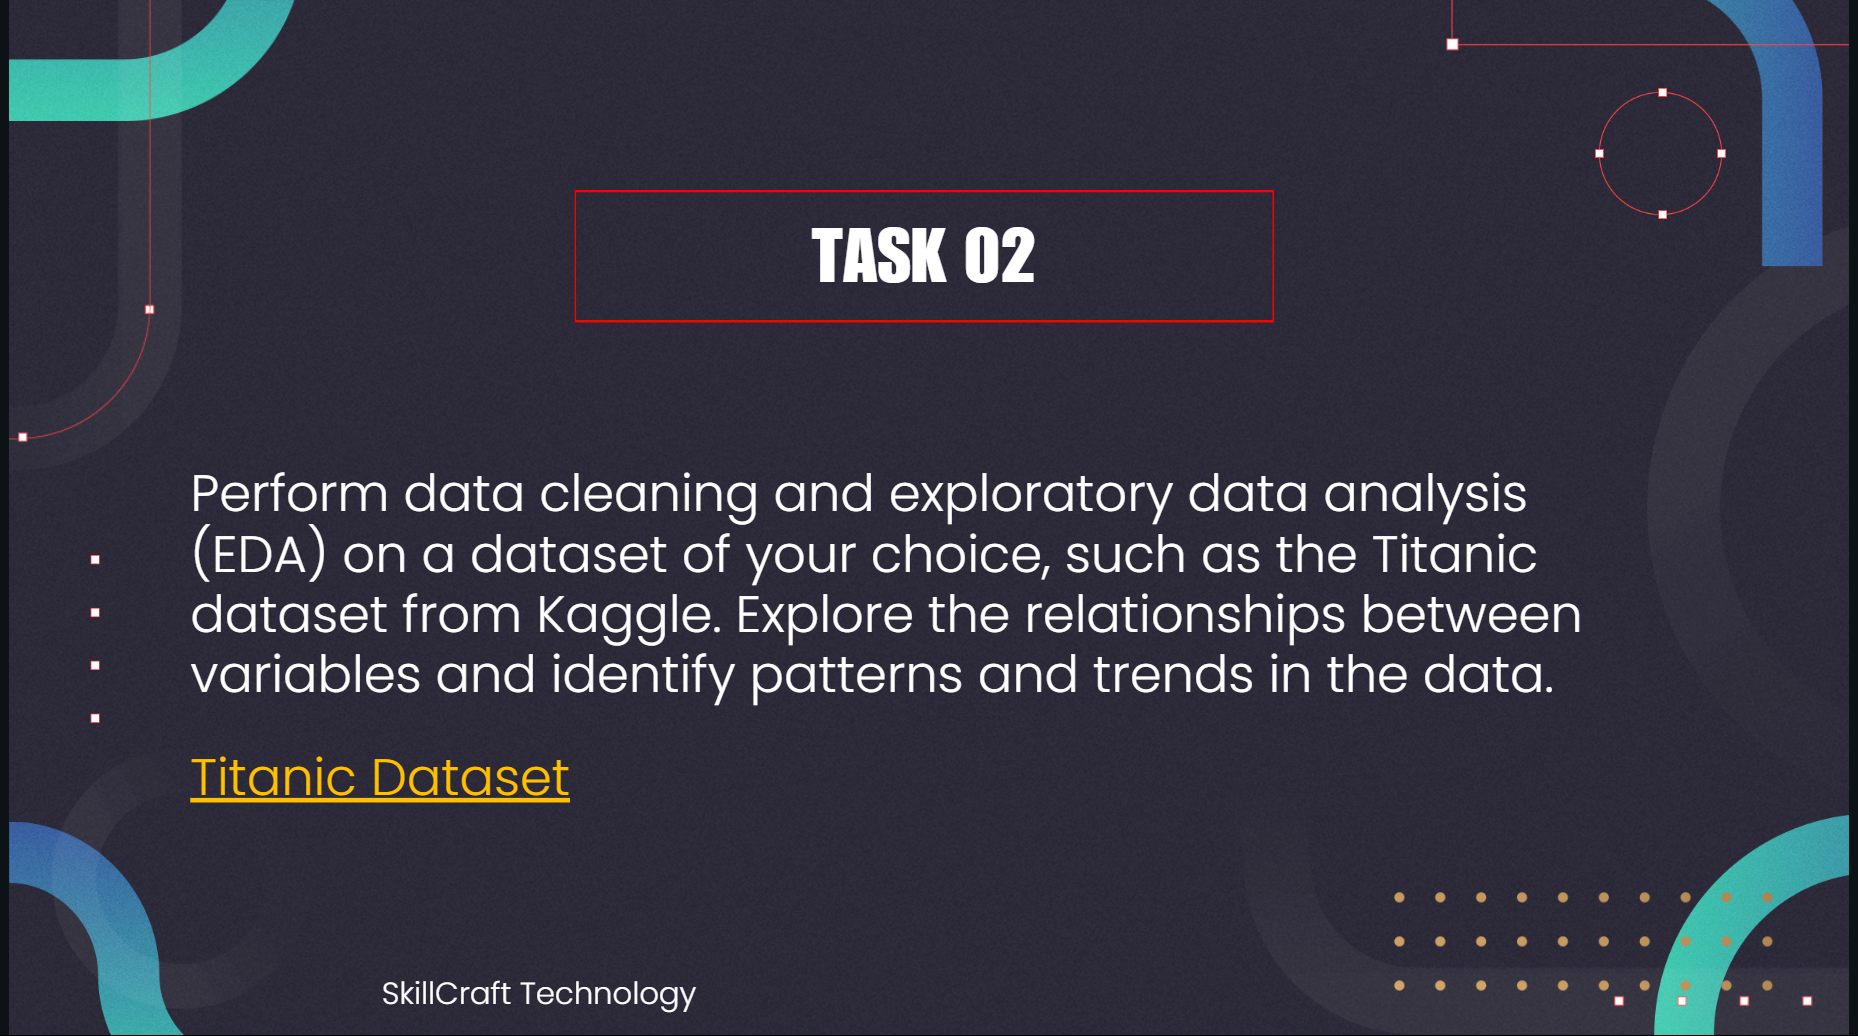 TASK 02
Perform data cleaning and exploratory data analysis
(EDA) on a dataset of your choice, such as the Titanic
dataset from Kaggle. Explore the relationships between
variables and identify patterns and trends in the data.
Titanic Dataset
SkillCraft Technology